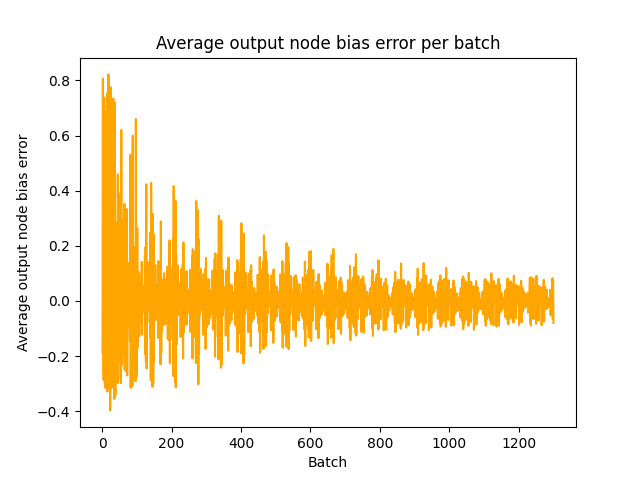 Average output node bias error per batch
Average output node bias error
0.8
0.6
0.4
0.2
0.0
−0.2
−0.4
0 200 400 600 800 1000 1200
Batch